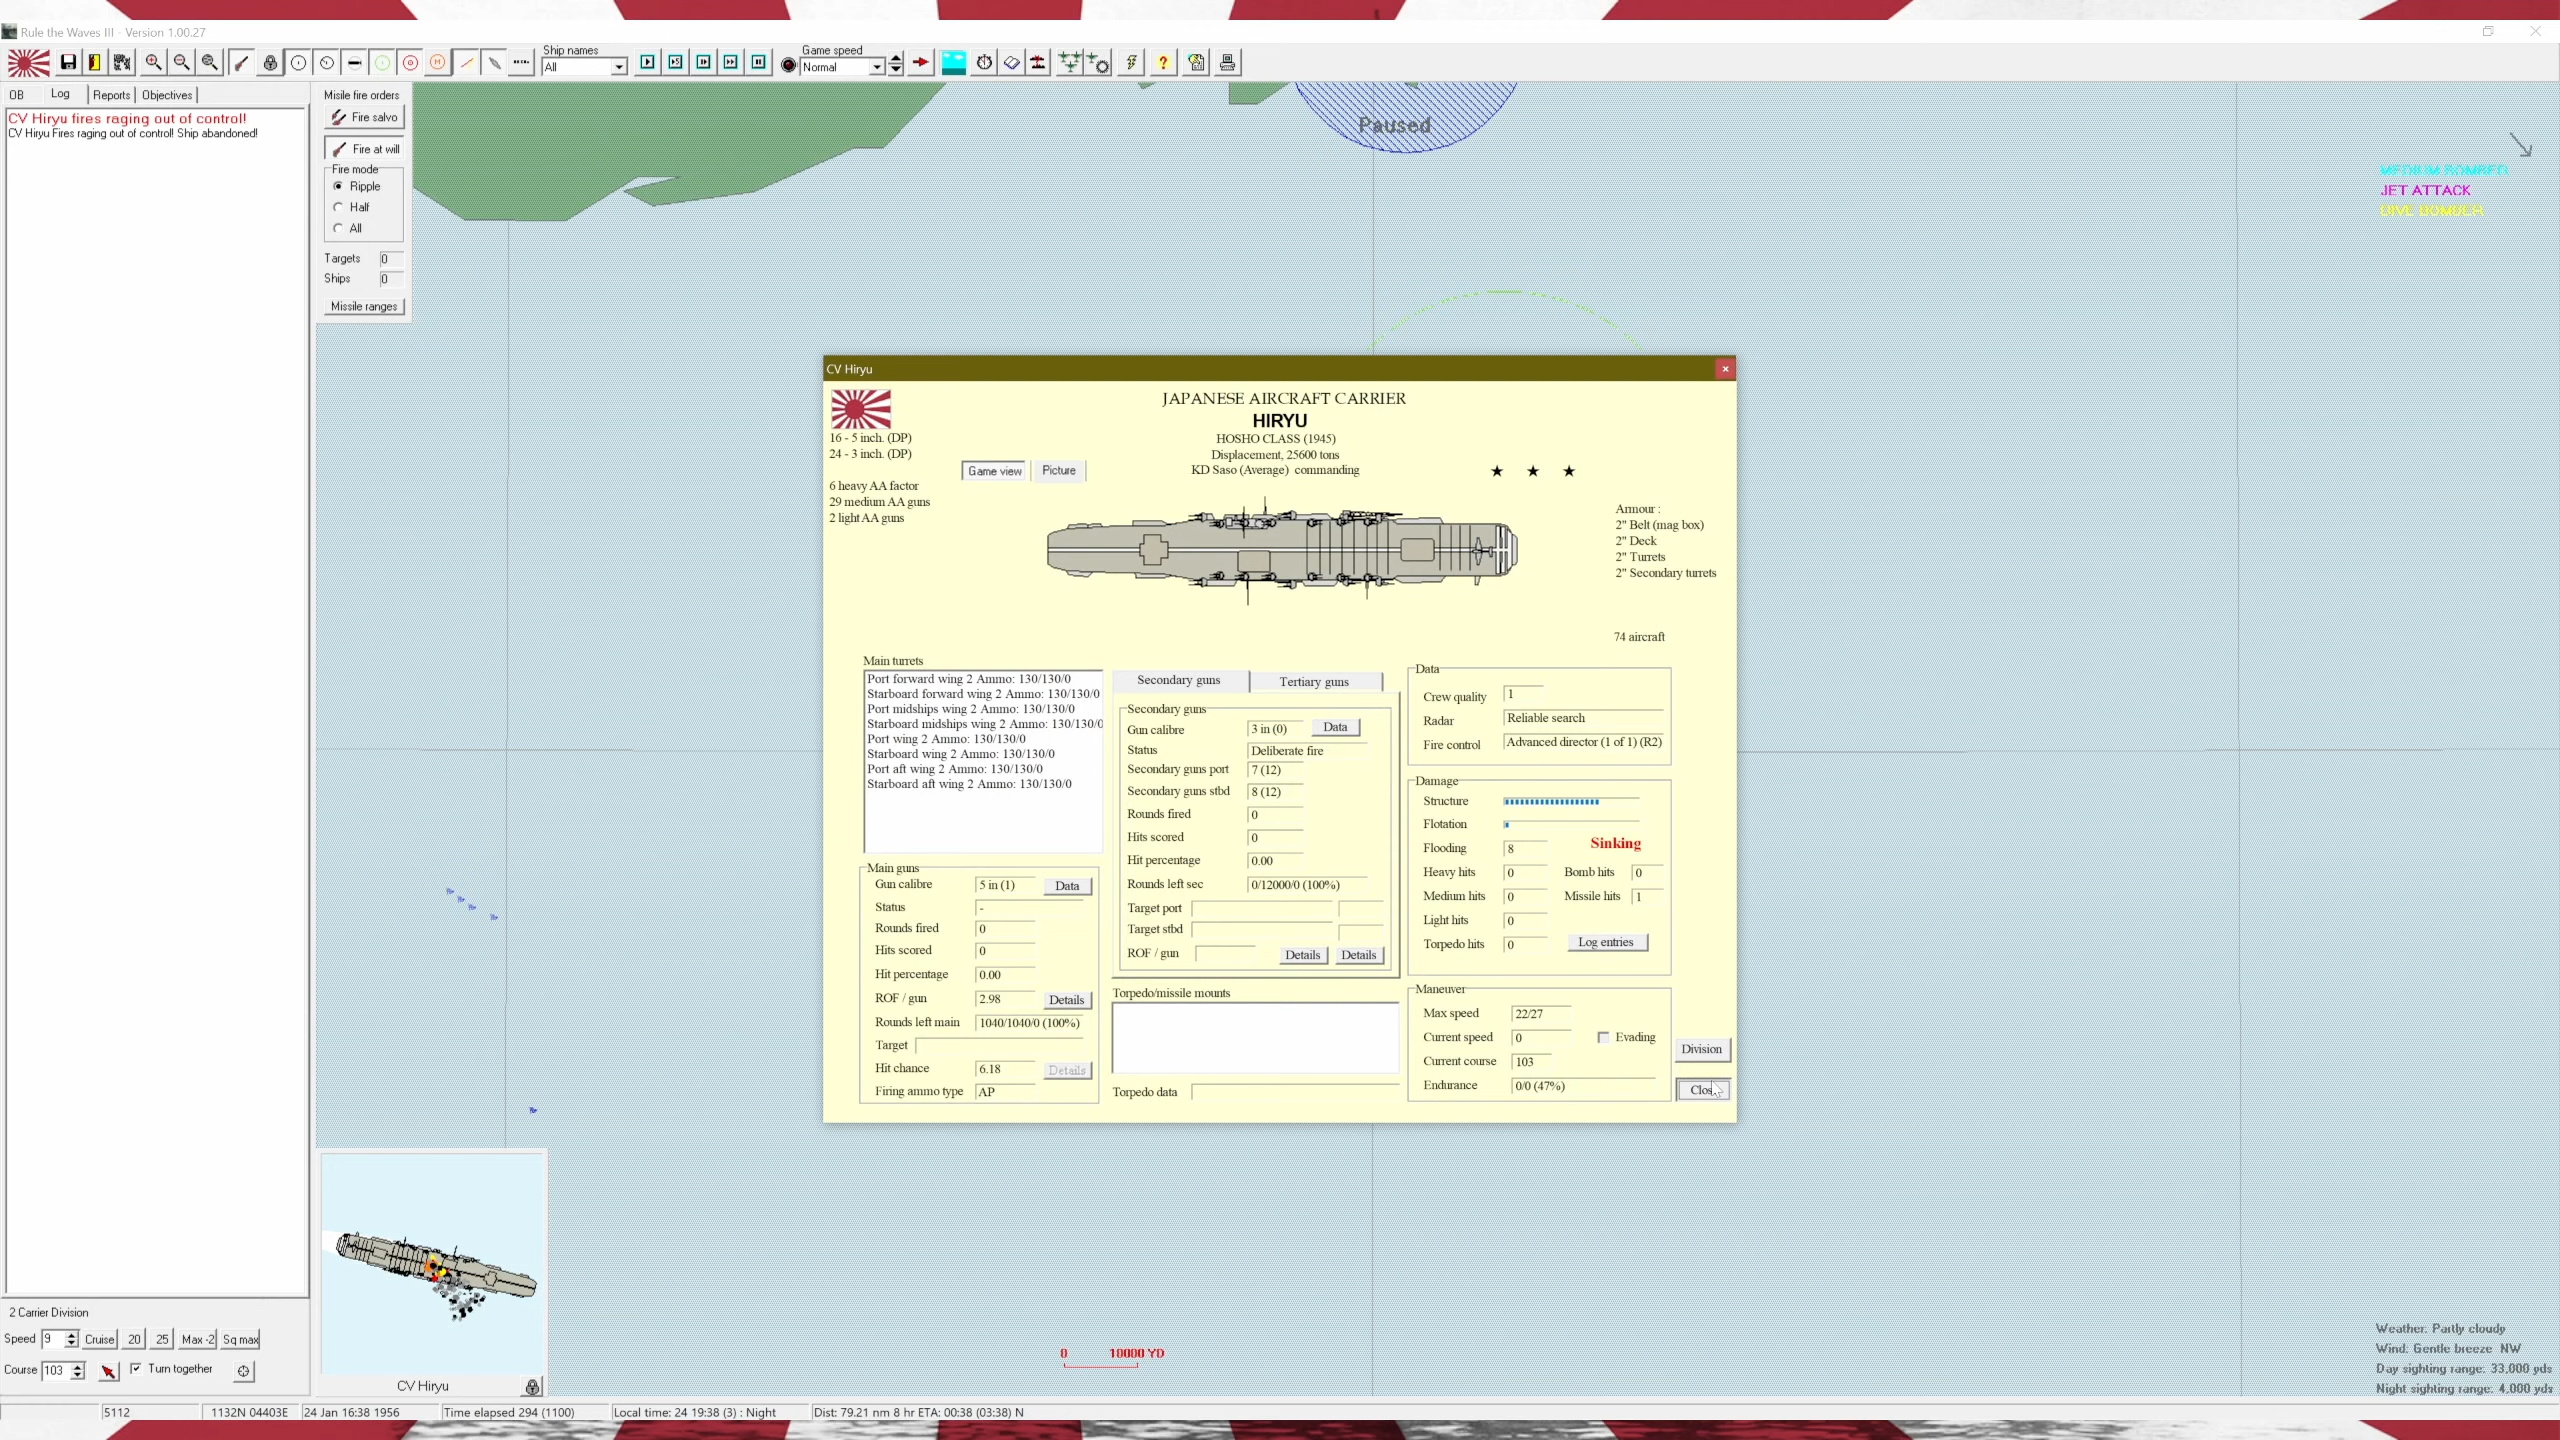 Rule the Waves III - Version 1.00.27
Ship names
All
Game speed
Normal
OB
Log
Reports
Objectives
CV Hiryu fires raging out of control!
CV Hiryu Fires raging out of control! Ship abandoned!
Misile fire orders
Fire salvo
Fire at will
Fire mode
Ripple
Half
All
Targets 0
Ships 0
Missile ranges
Paused
MEDIUM BOMBER
JET ATTACK
DIVE BOMBER
CV Hiryu
JAPANESE AIRCRAFT CARRIER
HIRYU
HOSHO CLASS (1945)
Displacement, 25600 tons
KD Saso (Average) commanding
16 - 5 inch. (DP)
24 - 3 inch. (DP)
6 heavy AA factor
29 medium AA guns
2 light AA guns
Game view
Picture
Armour :
2" Belt (mag box)
2" Deck
2" Turrets
2" Secondary turrets
74 aircraft
Main turrets
Port forward wing 2 Ammo: 130/130/0
Starboard forward wing 2 Ammo: 130/130/0
Port midships wing 2 Ammo: 130/130/0
Starboard midships wing 2 Ammo: 130/130/0
Port wing 2 Ammo: 130/130/0
Starboard wing 2 Ammo: 130/130/0
Port aft wing 2 Ammo: 130/130/0
Starboard aft wing 2 Ammo: 130/130/0
Main guns
Gun calibre 5 in (1) Data
Status -
Rounds fired 0
Hits scored 0
Hit percentage 0.00
ROF / gun 2.98 Details
Rounds left main 1040/1040/0 (100%)
Target
Hit chance 6.18 Details
Firing ammo type AP
Secondary guns
Tertiary guns
Secondary guns
Gun calibre 3 in (0) Data
Status Deliberate fire
Secondary guns port 7 (12)
Secondary guns stbd 8 (12)
Rounds fired 0
Hits scored 0
Hit percentage 0.00
Rounds left sec 0/12000/0 (100%)
Target port
Target stbd
ROF / gun Details Details
Torpedo/missile mounts
Torpedo data
Data
Crew quality 1
Radar Reliable search
Fire control Advanced director (1 of 1) (R2)
Damage
Structure
Flotation
Sinking
Flooding 8
Heavy hits 0 Bomb hits 0
Medium hits 0 Missile hits 1
Light hits 0
Torpedo hits 0 Log entries
Maneuver
Max speed 22/27
Current speed 0 Evading
Current course 103
Endurance 0/0 (47%)
Division
Clos
2 Carrier Division
Speed 9 Cruise 20 25 Max -2 Sq max
Course 103 Turn together
CV Hiryu
0 10000 YD
Weather: Partly cloudy
Wind: Gentle breeze NW
Day sighting range: 33,000 yds
Night sighting range: 4,000 yds
5112
1132N 04403E
24 Jan 16:38 1956
Time elapsed 294 (1100)
Local time: 24 19:38 (3) : Night
Dist: 79.21 nm 8 hr ETA: 00:38 (03:38) N